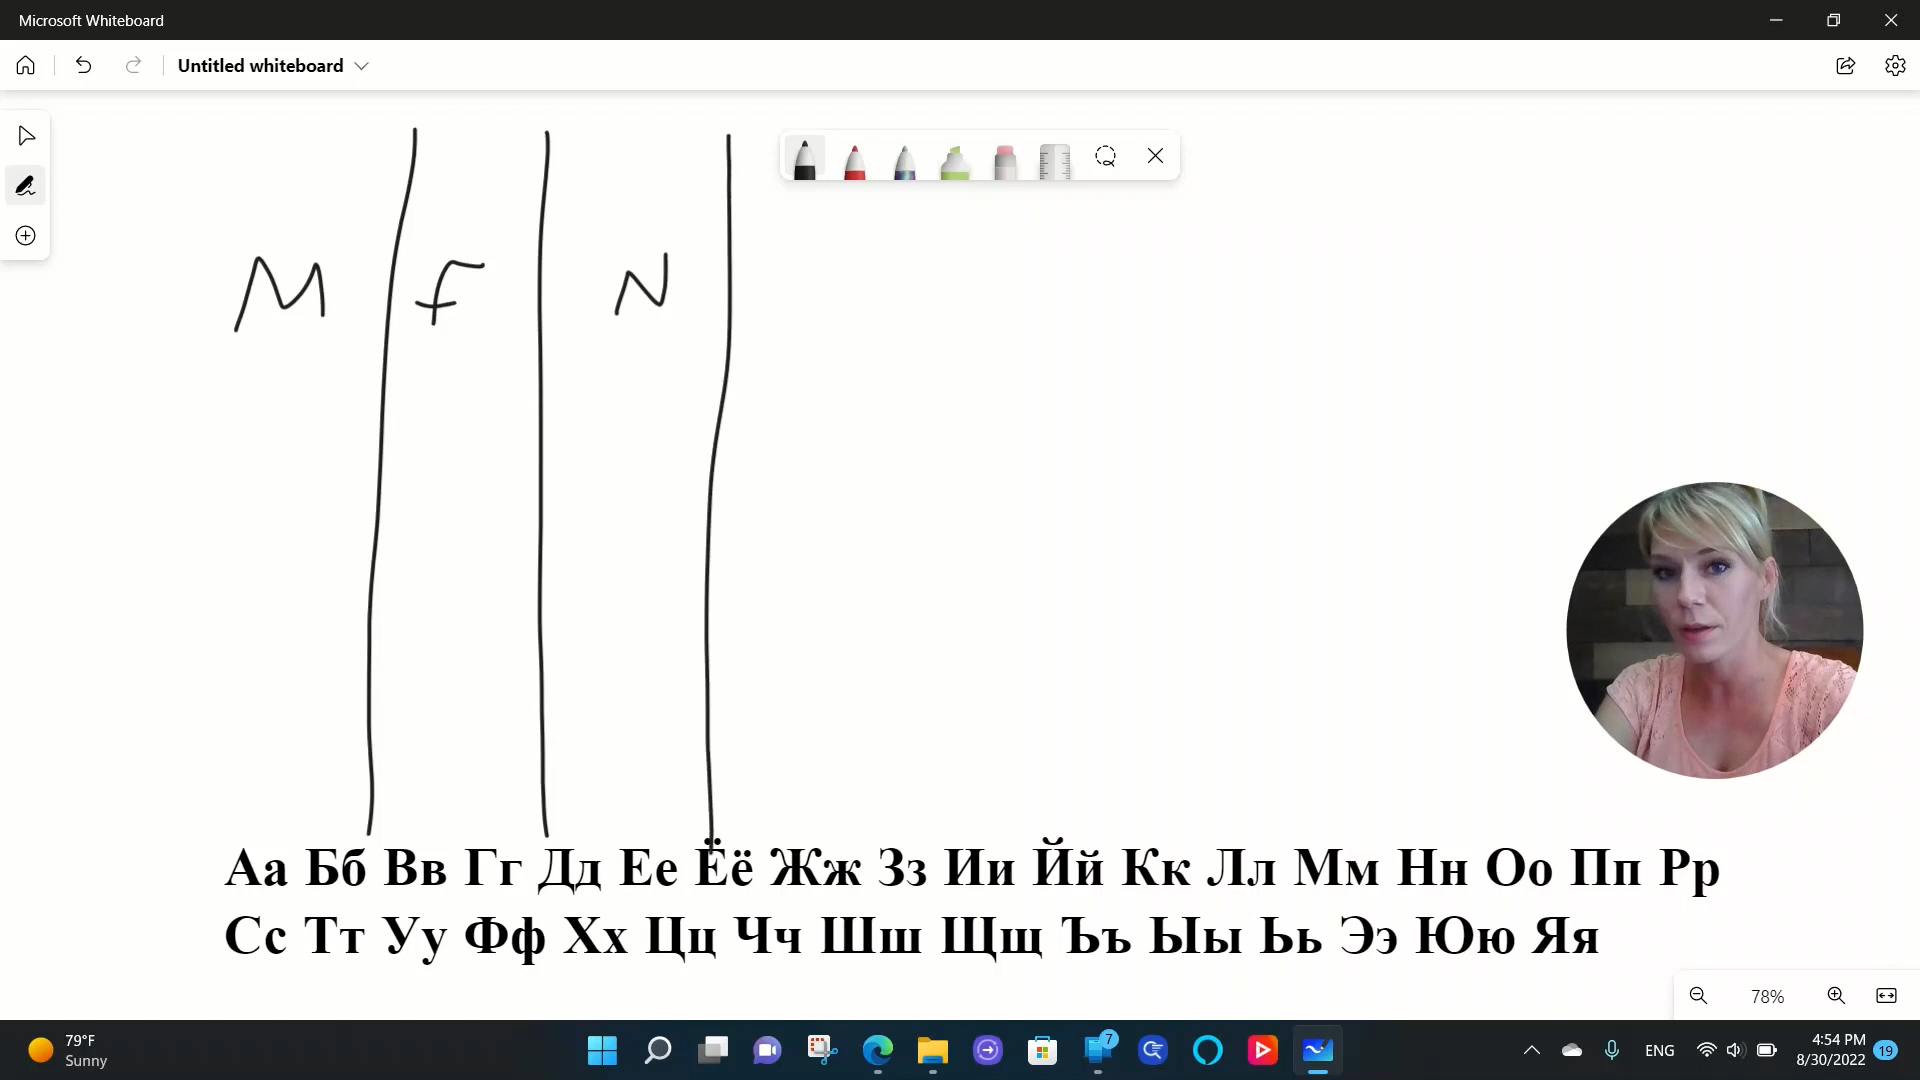 Microsoft Whiteboard
Untitled whiteboard
M f N
Аа Бб Вв Гг Дд Ее Ёё Жж Зз Ии Йй Кк Лл Мм Нн Оо Пп Рр
Сс Тт Уу Фф Хх Цц Чч Шш Щщ Ъъ Ыы Ьь Ээ Юю Яя
78%
79°F
Sunny
7
ENG
4:54 PM
8/30/2022
19